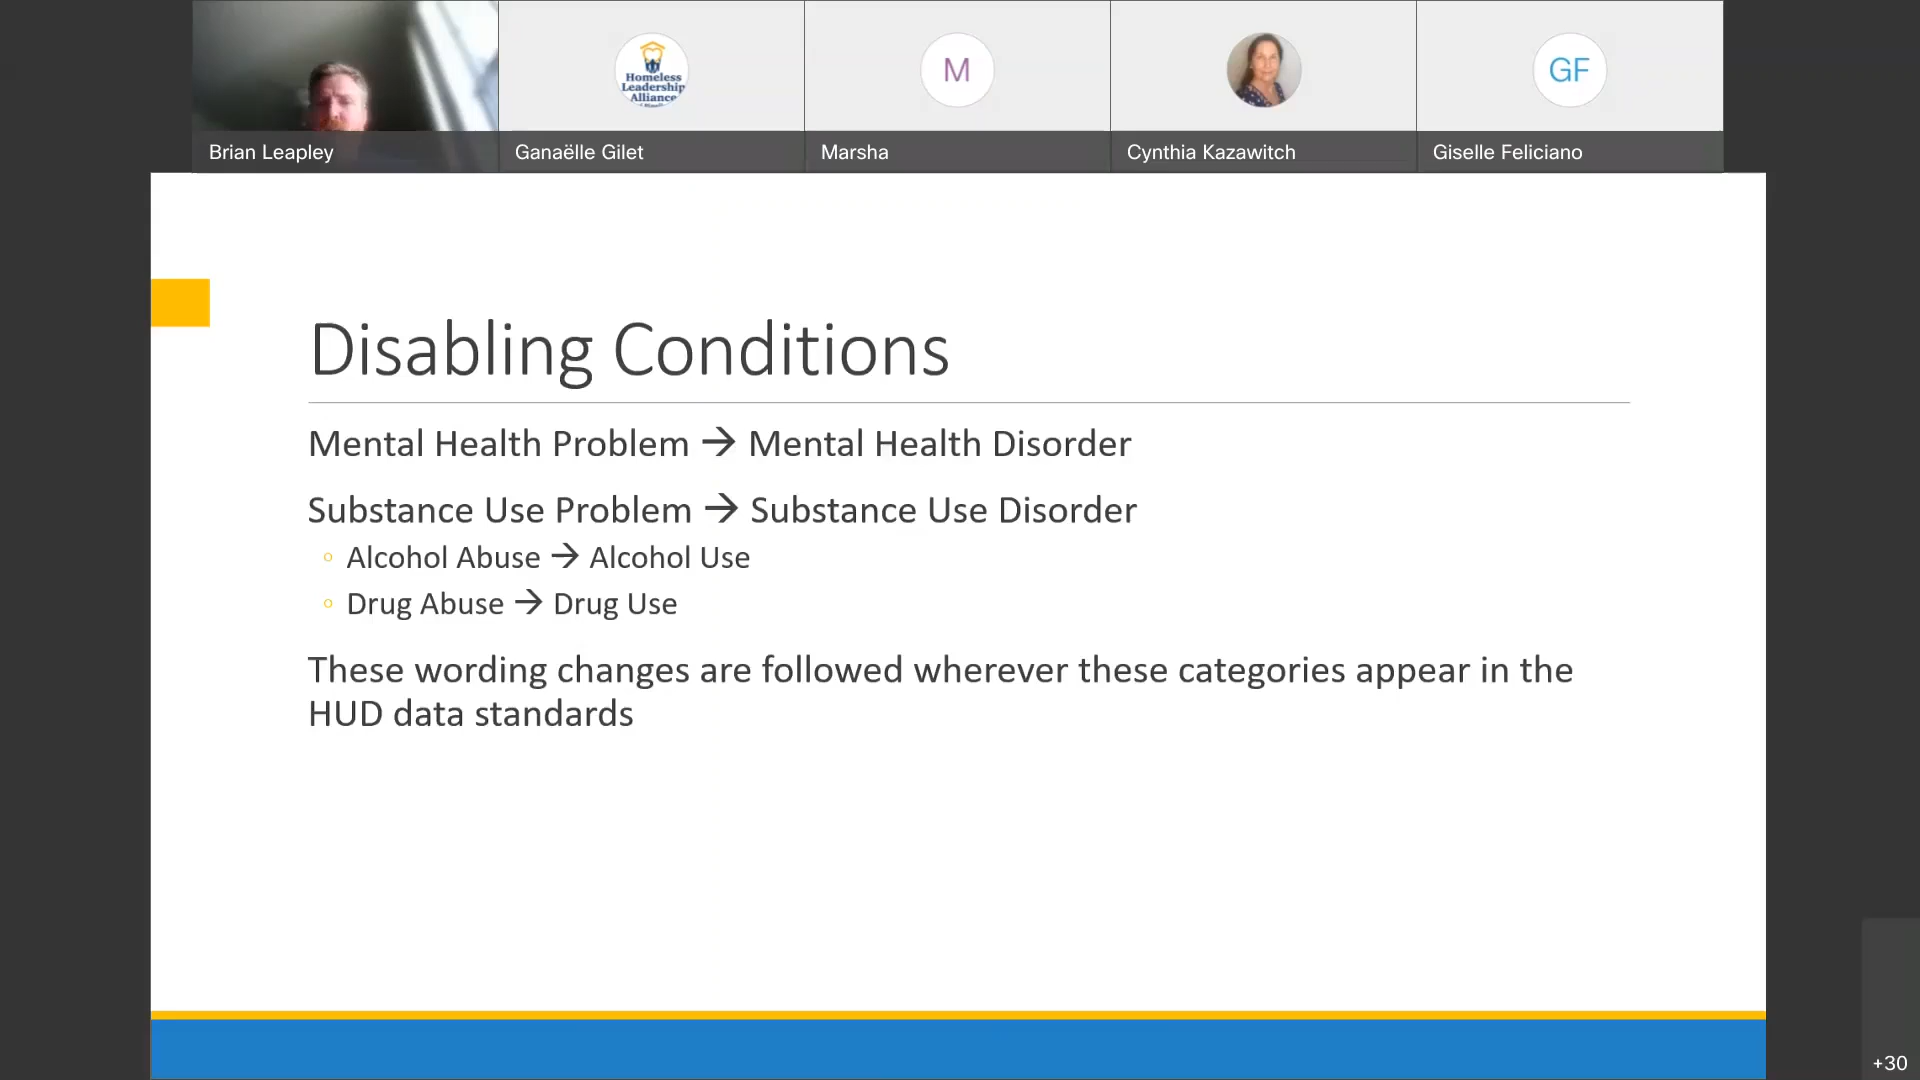 Homeless
Leadership
Alliance
M
GF
Brian Leapley
Ganaëlle Gilet
Marsha
Cynthia Kazawitch
Giselle Feliciano
Disabling Conditions
Mental Health Problem → Mental Health Disorder
Substance Use Problem → Substance Use Disorder
◦ Alcohol Abuse → Alcohol Use
◦ Drug Abuse → Drug Use
These wording changes are followed wherever these categories appear in the
HUD data standards
+30